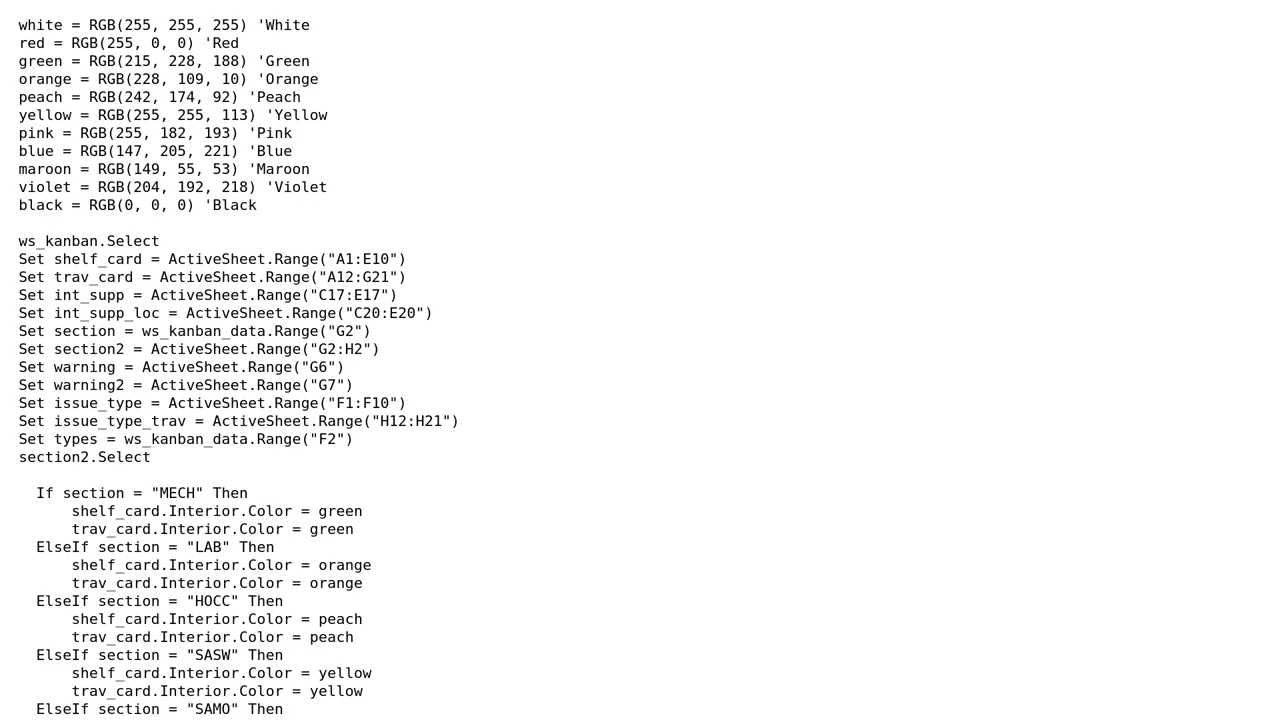 white = RGB(255, 255, 255) 'White
red = RGB(255, 0, 0) 'Red
green = RGB(215, 228, 188) 'Green
orange = RGB(228, 109, 10) 'Orange
peach = RGB(242, 174, 92) 'Peach
yellow = RGB(255, 255, 113) 'Yellow
pink = RGB(255, 182, 193) 'Pink
blue = RGB(147, 205, 221) 'Blue
maroon = RGB(149, 55, 53) 'Maroon
violet = RGB(204, 192, 218) 'Violet
black = RGB(0, 0, 0) 'Black

ws_kanban.Select
Set shelf_card = ActiveSheet.Range("A1:E10")
Set trav_card = ActiveSheet.Range("A12:G21")
Set int_supp = ActiveSheet.Range("C17:E17")
Set int_supp_loc = ActiveSheet.Range("C20:E20")
Set section = ws_kanban_data.Range("G2")
Set section2 = ActiveSheet.Range("G2:H2")
Set warning = ActiveSheet.Range("G6")
Set warning2 = ActiveSheet.Range("G7")
Set issue_type = ActiveSheet.Range("F1:F10")
Set issue_type_trav = ActiveSheet.Range("H12:H21")
Set types = ws_kanban_data.Range("F2")
section2.Select

  If section = "MECH" Then
      shelf_card.Interior.Color = green
      trav_card.Interior.Color = green
  ElseIf section = "LAB" Then
      shelf_card.Interior.Color = orange
      trav_card.Interior.Color = orange
  ElseIf section = "HOCC" Then
      shelf_card.Interior.Color = peach
      trav_card.Interior.Color = peach
  ElseIf section = "SASW" Then
      shelf_card.Interior.Color = yellow
      trav_card.Interior.Color = yellow
  ElseIf section = "SAMO" Then